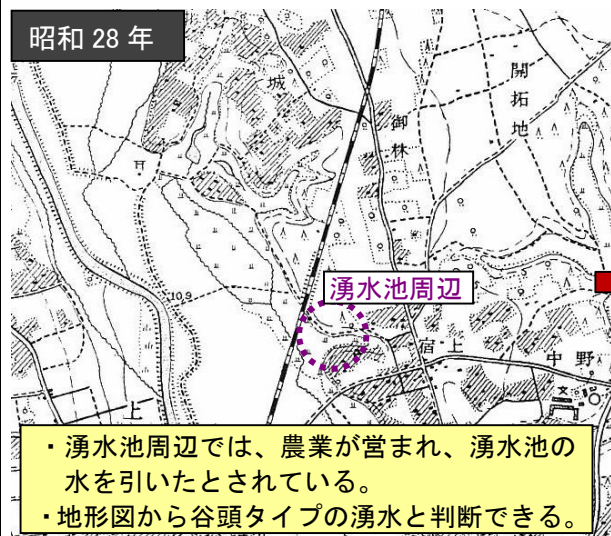 昭和 28 年
城
開拓地
御林
湧水池周辺
10.9
宿上
中野
上
文
・湧水池周辺では、農業が営まれ、湧水池の
水を引いたとされている。
・地形図から谷頭タイプの湧水と判断できる。